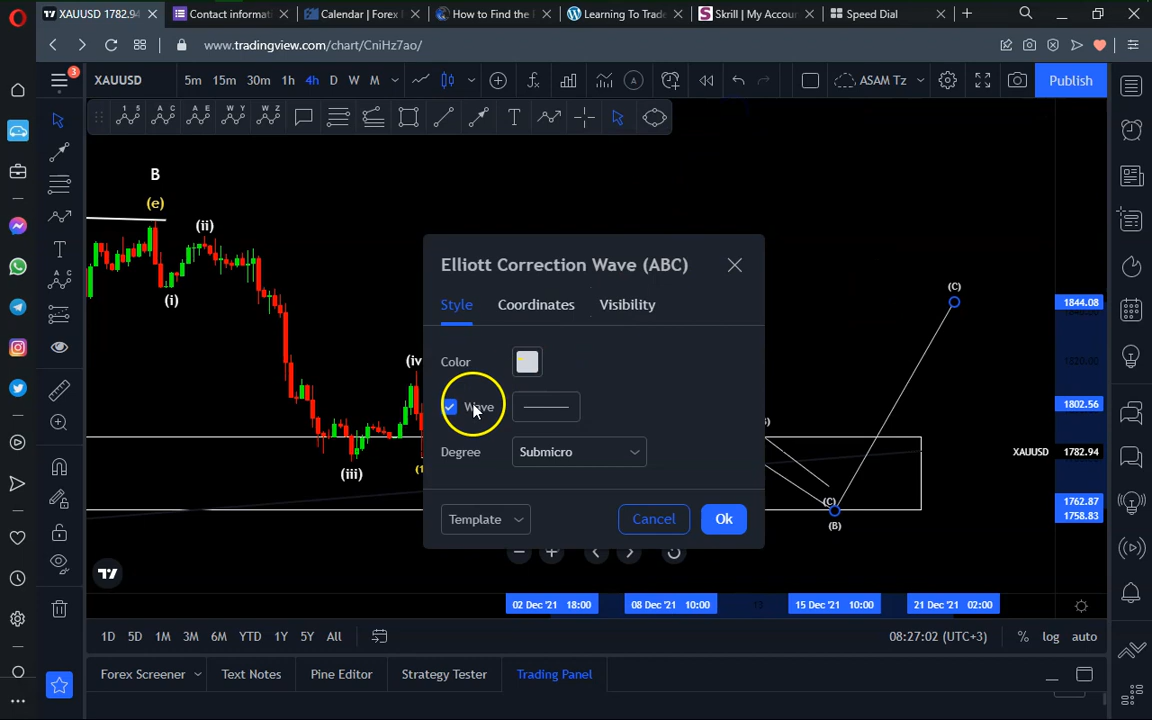 XAUUSD 1782.94
Contact informati
Calendar | Forex
How to Find the
Learning To Trade
Skrill | My Accou
Speed Dial
www.tradingview.com/chart/CniHz7ao/
3
XAUUSD
5m 15m 30m 1h 4h D W M
ASAM Tz
Publish
B
(e)
(ii)
(i)
(iv
(iii)
Elliott Correction Wave (ABC)
Style
Coordinates
Visibility
Color
Wave
Degree
Submicro
Template
Cancel
Ok
(C)
(C)
(B)
1844.08
1802.56
XAUUSD
1782.94
1762.87
1758.83
02 Dec '21 18:00
08 Dec '21 10:00
15 Dec '21 10:00
21 Dec '21 02:00
1D 5D 1M 3M 6M YTD 1Y 5Y All
08:27:02 (UTC+3)
% log auto
Forex Screener
Text Notes
Pine Editor
Strategy Tester
Trading Panel